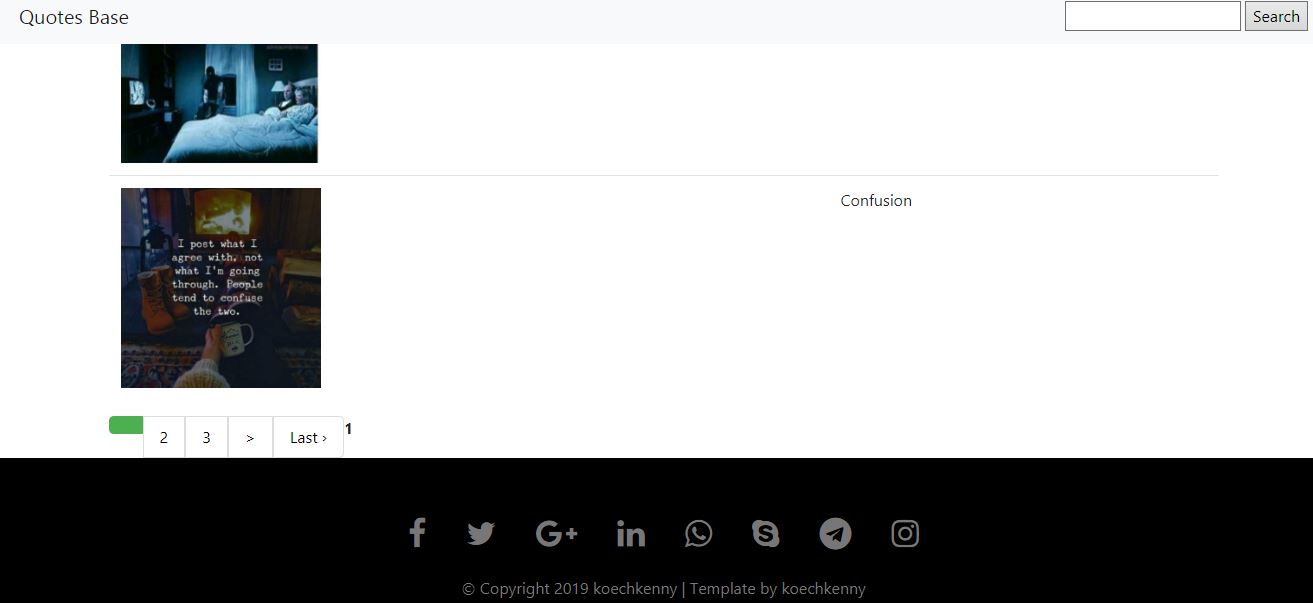 Quotes Base
Search
Confusion
I post what I
agree with, not
what I'm going
through. People
tend to confuse
the two.
2 3 > Last › 1
© Copyright 2019 koechkenny | Template by koechkenny